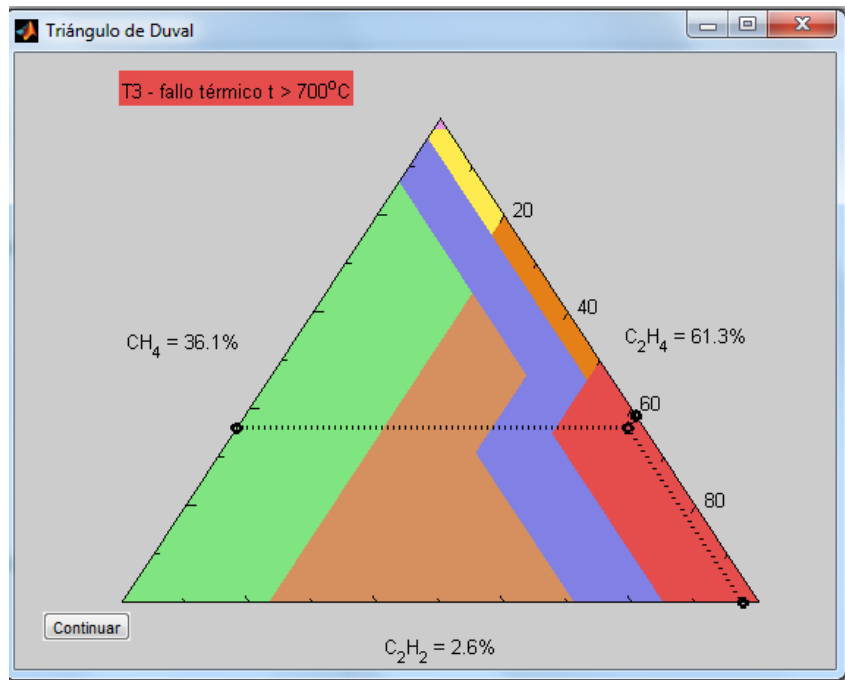 Triángulo de Duval
T3 - fallo térmico t > 700°C
20
40
CH₄ = 36.1%
C₂H₄ = 61.3%
60
80
Continuar
C₂H₂ = 2.6%